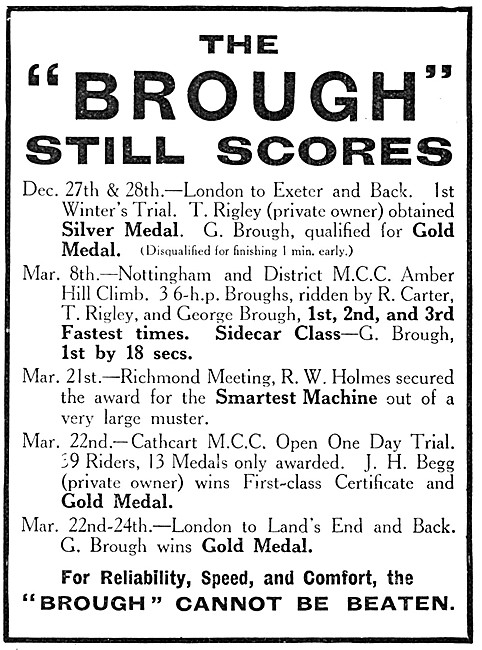 THE
“BROUGH”
STILL SCORES
Dec. 27th & 28th.—London to Exeter and Back. 1st
Winter's Trial. T. Rigley (private owner) obtained
Silver Medal. G. Brough, qualified for Gold
Medal. (Disqualified for finishing 1 min. early.)
Mar. 8th.—Nottingham and District M.C.C. Amber
Hill Climb. 3 6-h.p. Broughs, ridden by R. Carter,
T. Rigley, and George Brough, 1st, 2nd, and 3rd
Fastest times. Sidecar Class—G. Brough,
1st by 18 secs.
Mar. 21st.—Richmond Meeting, R. W. Holmes secured
the award for the Smartest Machine out of a
very large muster.
Mar. 22nd.—Cathcart M.C.C. Open One Day Trial.
Riders, 13 Medals only awarded. J. H. Begg
(private owner) wins First-class Certificate and
Gold Medal.
Mar. 22nd-24th.—London to Land's End and Back.
G. Brough wins Gold Medal.
For Reliability, Speed, and Comfort, the
“BROUGH” CANNOT BE BEATEN.